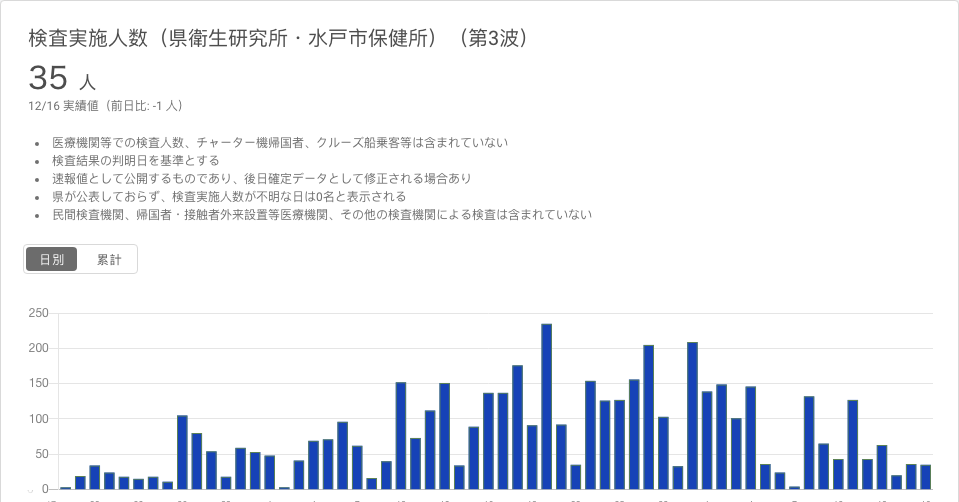 検査実施人数（県衛生研究所・水戸市保健所）（第3波）
35 人
12/16 実績値（前日比: -1 人）
医療機関等での検査人数、チャーター機帰国者、クルーズ船乗客等は含まれていない
検査結果の判明日を基準とする
速報値として公開するものであり、後日確定データとして修正される場合あり
県が公表しておらず、検査実施人数が不明な日は0名と表示される
民間検査機関、帰国者・接触者外来設置等医療機関、その他の検査機関による検査は含まれていない
日別 累計
250
200
150
100
50
0